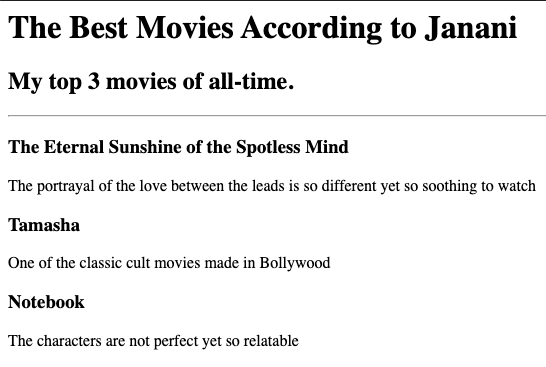 The Best Movies According to Janani
My top 3 movies of all-time.
The Eternal Sunshine of the Spotless Mind
The portrayal of the love between the leads is so different yet so soothing to watch
Tamasha
One of the classic cult movies made in Bollywood
Notebook
The characters are not perfect yet so relatable